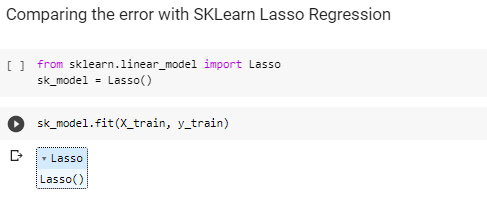 Comparing the error with SKLearn Lasso Regression
[ ] from sklearn.linear_model import Lasso
sk_model = Lasso()
sk_model.fit(X_train, y_train)
▾ Lasso
Lasso()